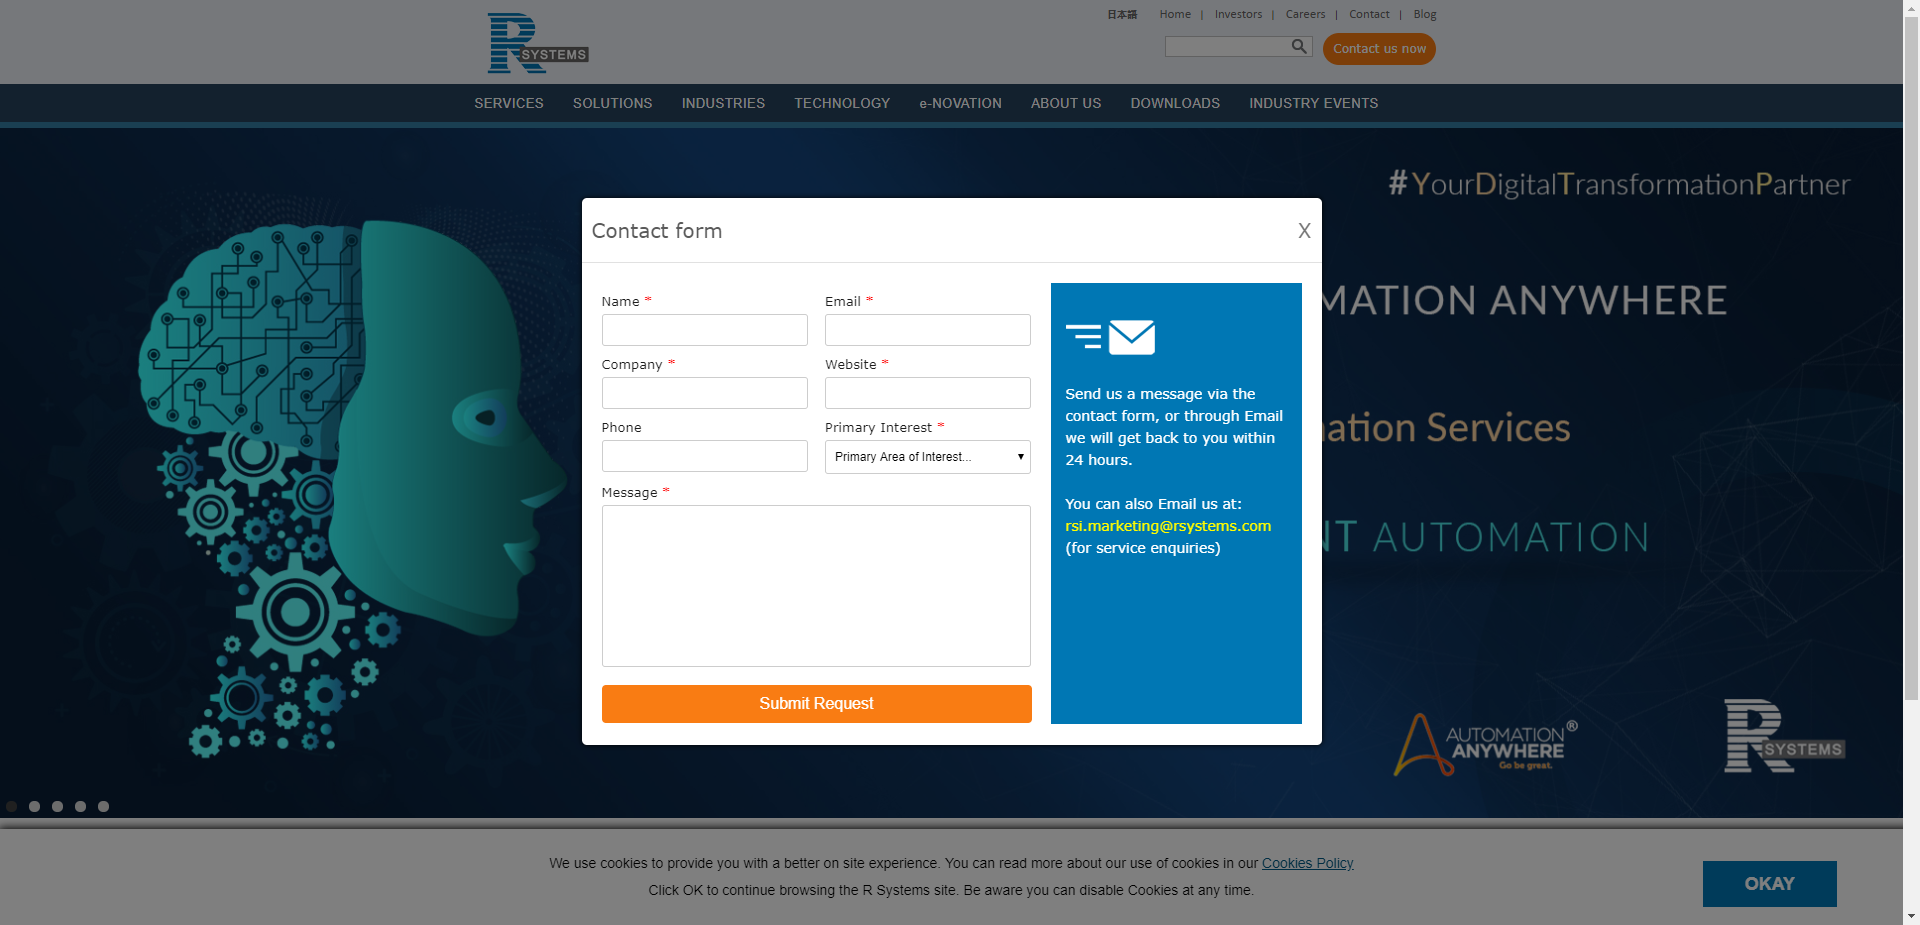 日本語 Home | Investors | Careers | Contact | Blog
R SYSTEMS
Contact us now
SERVICES SOLUTIONS INDUSTRIES TECHNOLOGY e-NOVATION ABOUT US DOWNLOADS INDUSTRY EVENTS
#YourDigitalTransformationPartner
MATION ANYWHERE
ation Services
NT AUTOMATION
Contact form X
Name * Email *
Company * Website *
Phone Primary Interest *
Primary Area of Interest...
Message *
Submit Request
Send us a message via the
contact form, or through Email
we will get back to you within
24 hours.
You can also Email us at:
rsi.marketing@rsystems.com
(for service enquiries)
AUTOMATION®
ANYWHERE
Go be great.
R SYSTEMS
We use cookies to provide you with a better on site experience. You can read more about our use of cookies in our Cookies Policy
Click OK to continue browsing the R Systems site. Be aware you can disable Cookies at any time.
OKAY